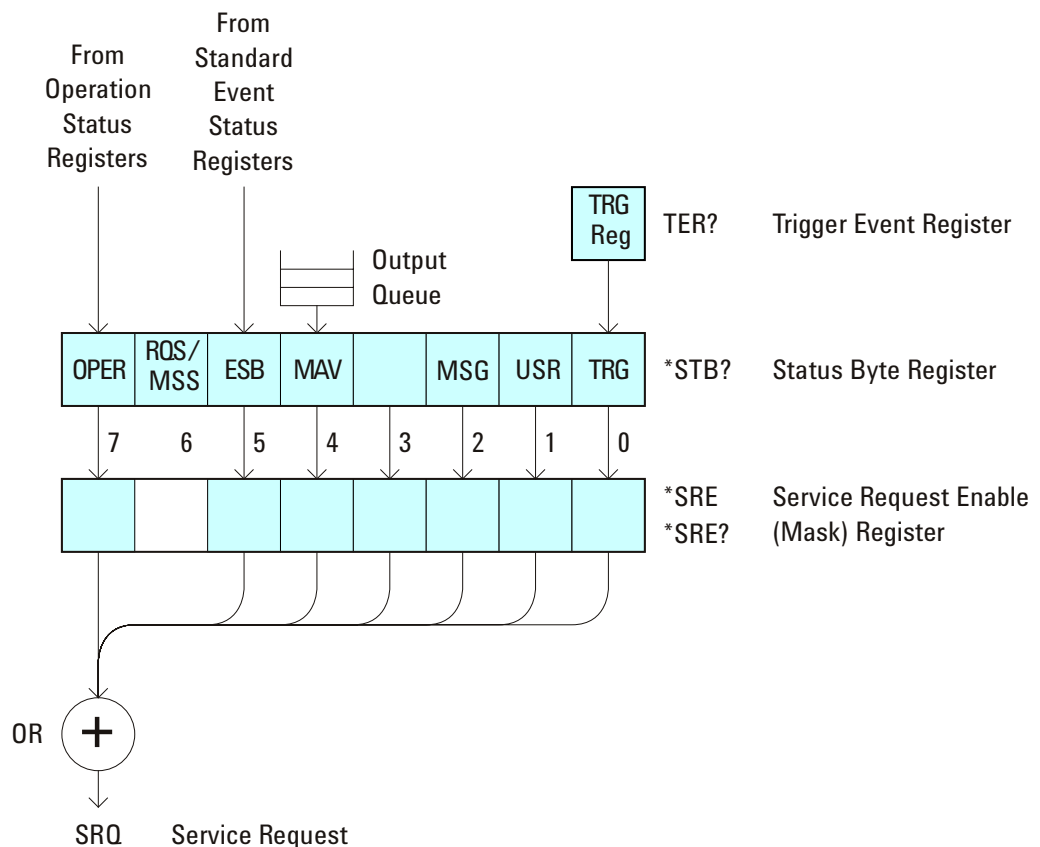 From
Operation
Status
Registers
From
Standard
Event
Status
Registers
TRG
Reg
TER? Trigger Event Register
Output
Queue
OPER RQS/ ESB MAV MSG USR TRG
MSS
*STB? Status Byte Register
7 6 5 4 3 2 1 0
*SRE Service Request Enable
*SRE? (Mask) Register
OR +
SRQ Service Request